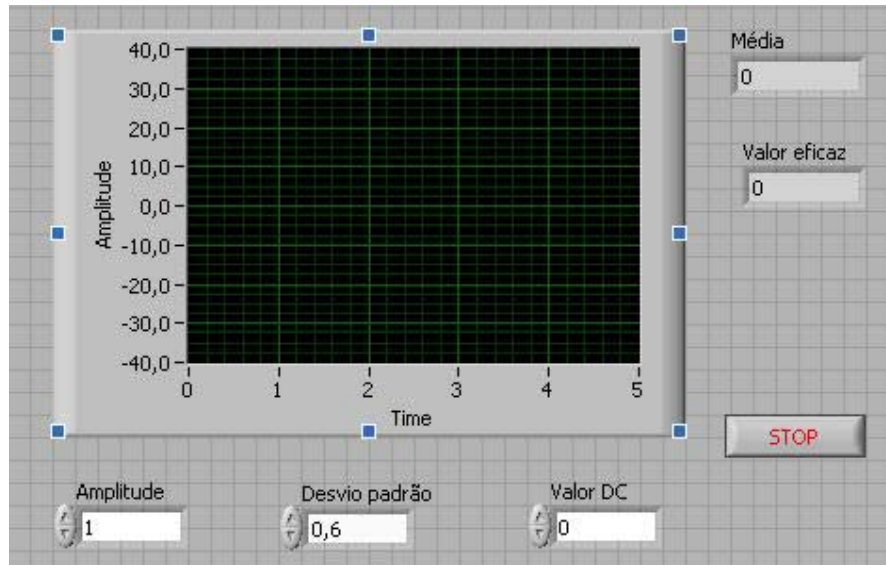 Média
0
Valor eficaz
0
40,0
30,0
20,0
10,0
0,0
-10,0
-20,0
-30,0
-40,0
Amplitude
0 1 2 3 4 5
Time
STOP
Amplitude
1
Desvio padrão
0,6
Valor DC
0